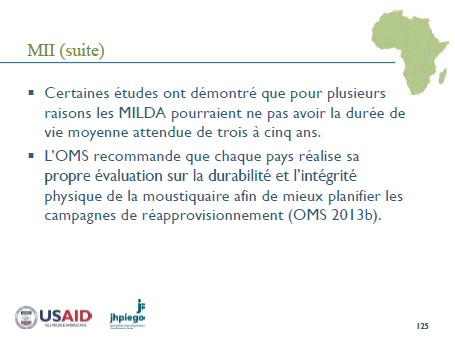 MII (suite)
▪ Certaines études ont démontré que pour plusieurs
raisons les MILDA pourraient ne pas avoir la durée de
vie moyenne attendue de trois à cinq ans.
▪ L’OMS recommande que chaque pays réalise sa
propre évaluation sur la durabilité et l’intégrité
physique de la moustiquaire afin de mieux planifier les
campagnes de réapprovisionnement (OMS 2013b).
USAID
jhpiego
125